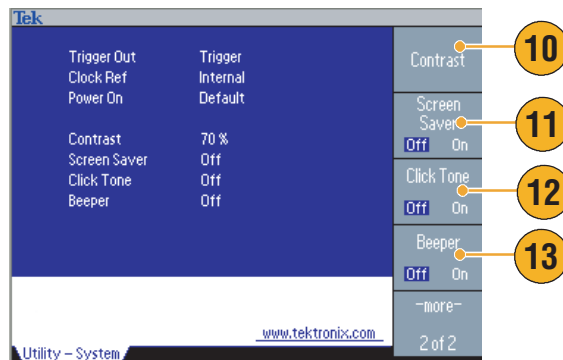 Tek
Trigger Out Trigger
Clock Ref Internal
Power On Default
Contrast 70 %
Screen Saver Off
Click Tone Off
Beeper Off
www.tektronix.com
Utility – System
Contrast
Screen
Saver
Off On
Click Tone
Off On
Beeper
Off On
-more-
2 of 2
10
11
12
13